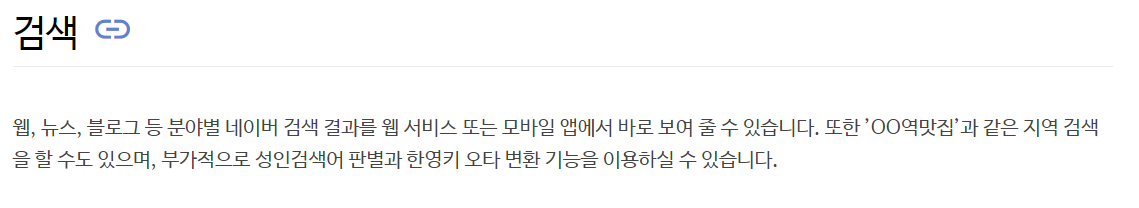 검색
웹, 뉴스, 블로그 등 분야별 네이버 검색 결과를 웹 서비스 또는 모바일 앱에서 바로 보여 줄 수 있습니다. 또한 ’OO역맛집’과 같은 지역 검색
을 할 수도 있으며, 부가적으로 성인검색어 판별과 한영키 오타 변환 기능을 이용하실 수 있습니다.